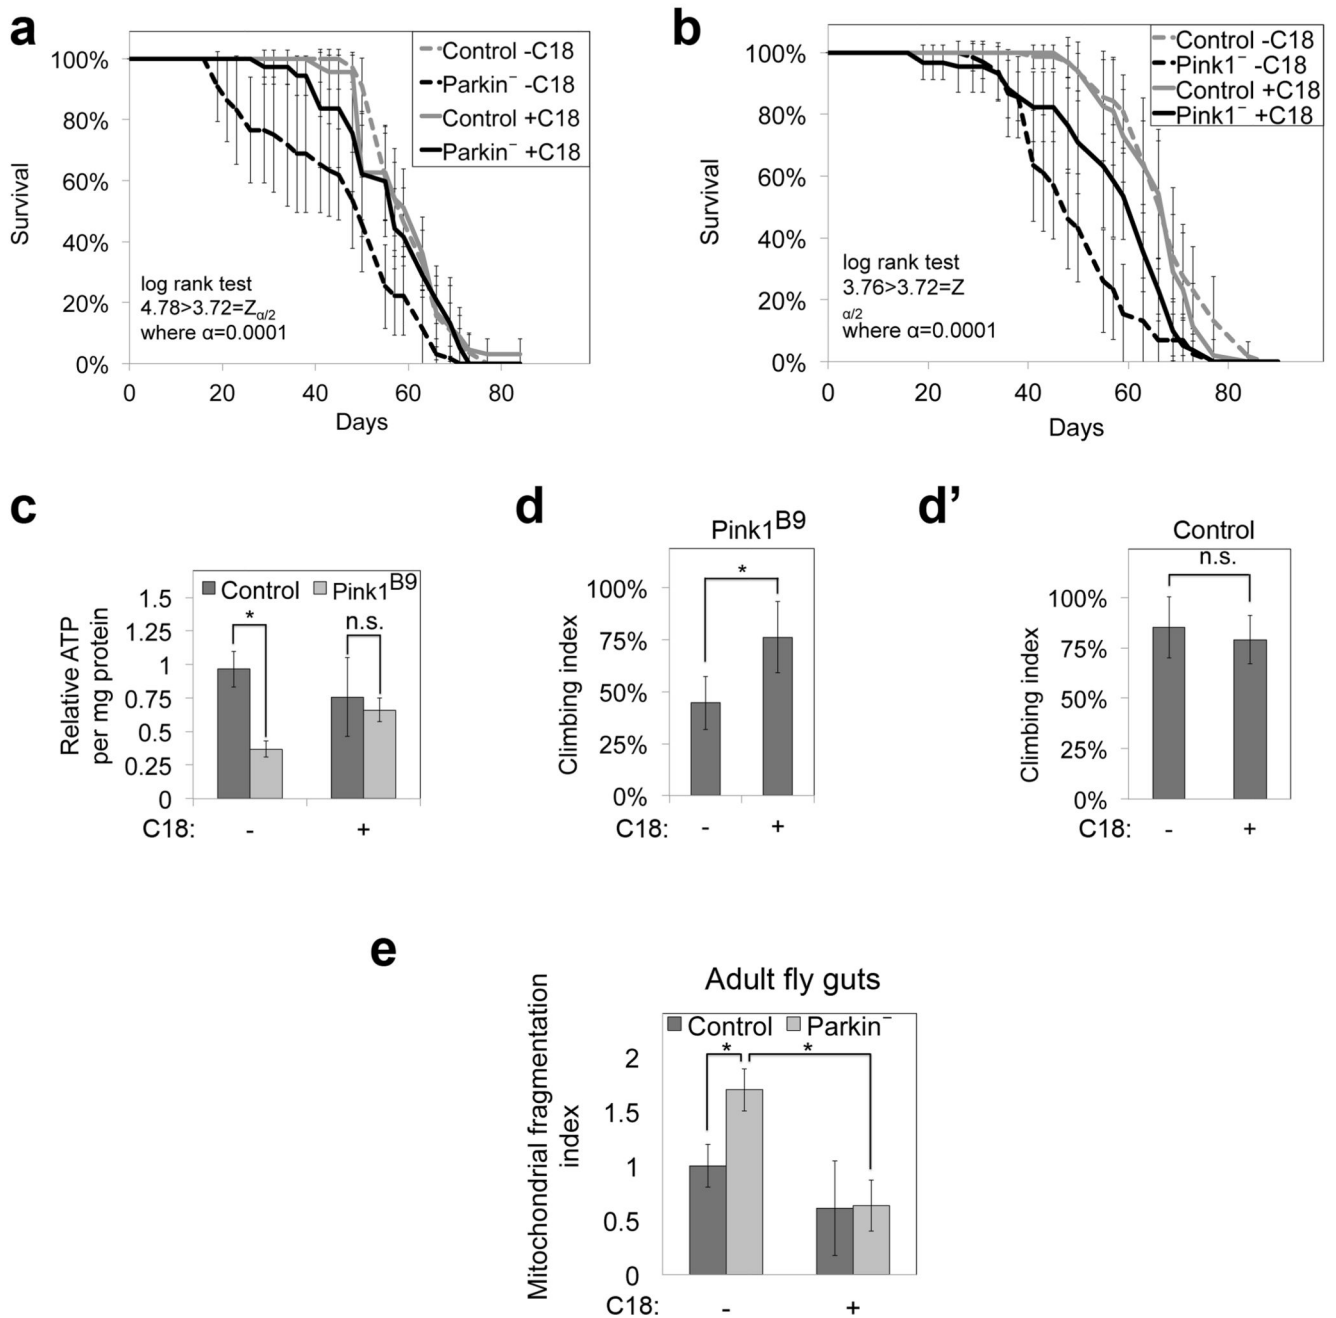 a
100%
80%
60%
40%
20%
0%
Survival
Control -C18
Parkin⁻ -C18
Control +C18
Parkin⁻ +C18
log rank test
4.78>3.72=Zα/2
where α=0.0001
0 20 40 60 80
Days
b
100%
80%
60%
40%
20%
0%
Survival
Control -C18
Pink1⁻ -C18
Control +C18
Pink1⁻ +C18
log rank test
3.76>3.72=Z
α/2
where α=0.0001
0 20 40 60 80
Days
c
Control Pink1B9
Relative ATP
per mg protein
1.5
1.25
1
0.75
0.5
0.25
0
*
n.s.
C18: - +
d
Pink1B9
*
Climbing index
100%
75%
50%
25%
0%
C18: - +
d’
Control
n.s.
Climbing index
100%
75%
50%
25%
0%
C18: - +
e
Adult fly guts
Control Parkin⁻
* *
Mitochondrial fragmentation
index
2
1.5
1
0.5
0
C18: - +